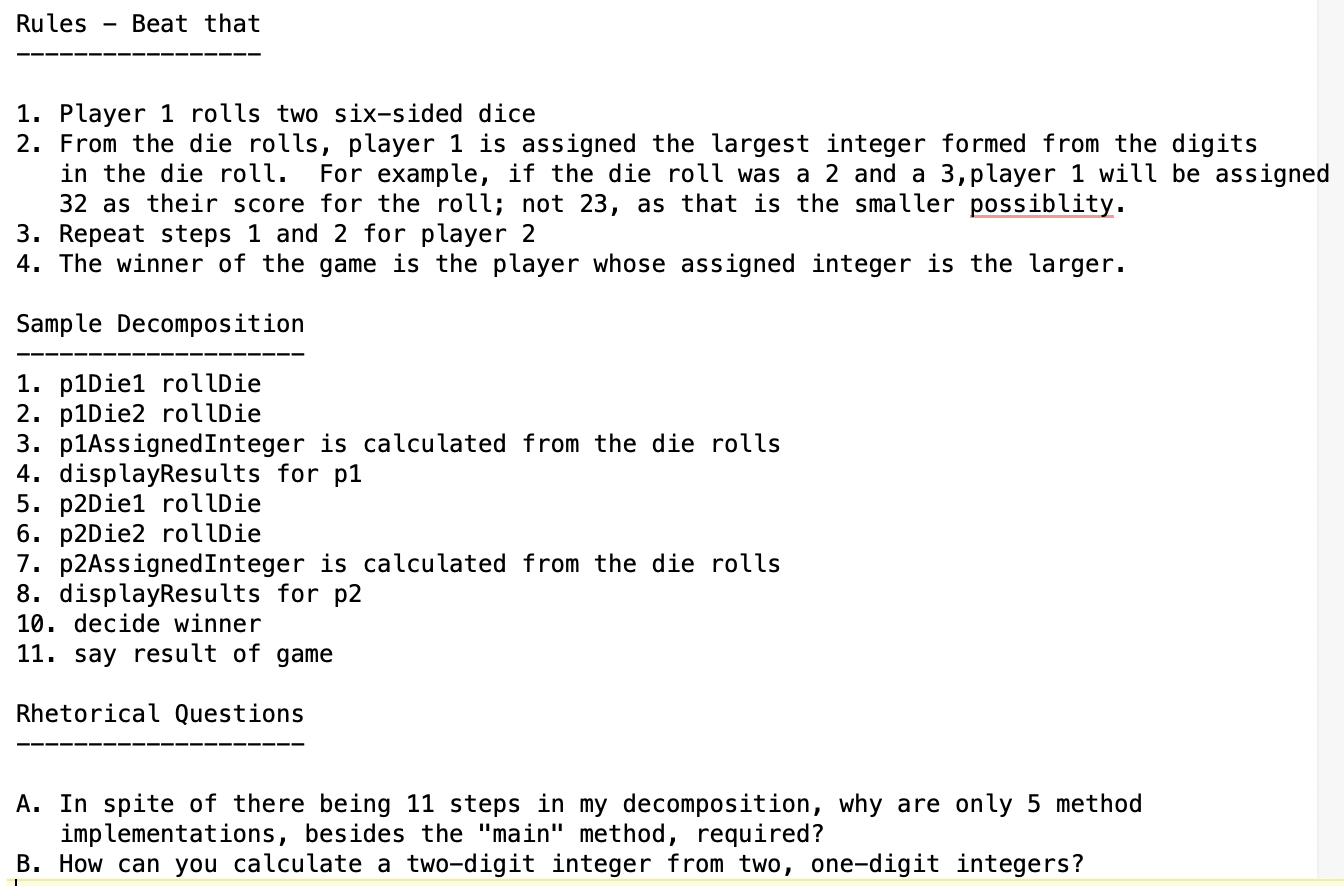 Rules – Beat that
-----------------
1. Player 1 rolls two six-sided dice
2. From the die rolls, player 1 is assigned the largest integer formed from the digits
in the die roll.  For example, if the die roll was a 2 and a 3,player 1 will be assigned
32 as their score for the roll; not 23, as that is the smaller possiblity.
3. Repeat steps 1 and 2 for player 2
4. The winner of the game is the player whose assigned integer is the larger.
Sample Decomposition
--------------------
1. p1Die1 rollDie
2. p1Die2 rollDie
3. p1AssignedInteger is calculated from the die rolls
4. displayResults for p1
5. p2Die1 rollDie
6. p2Die2 rollDie
7. p2AssignedInteger is calculated from the die rolls
8. displayResults for p2
10. decide winner
11. say result of game
Rhetorical Questions
--------------------
A. In spite of there being 11 steps in my decomposition, why are only 5 method
implementations, besides the "main" method, required?
B. How can you calculate a two-digit integer from two, one-digit integers?